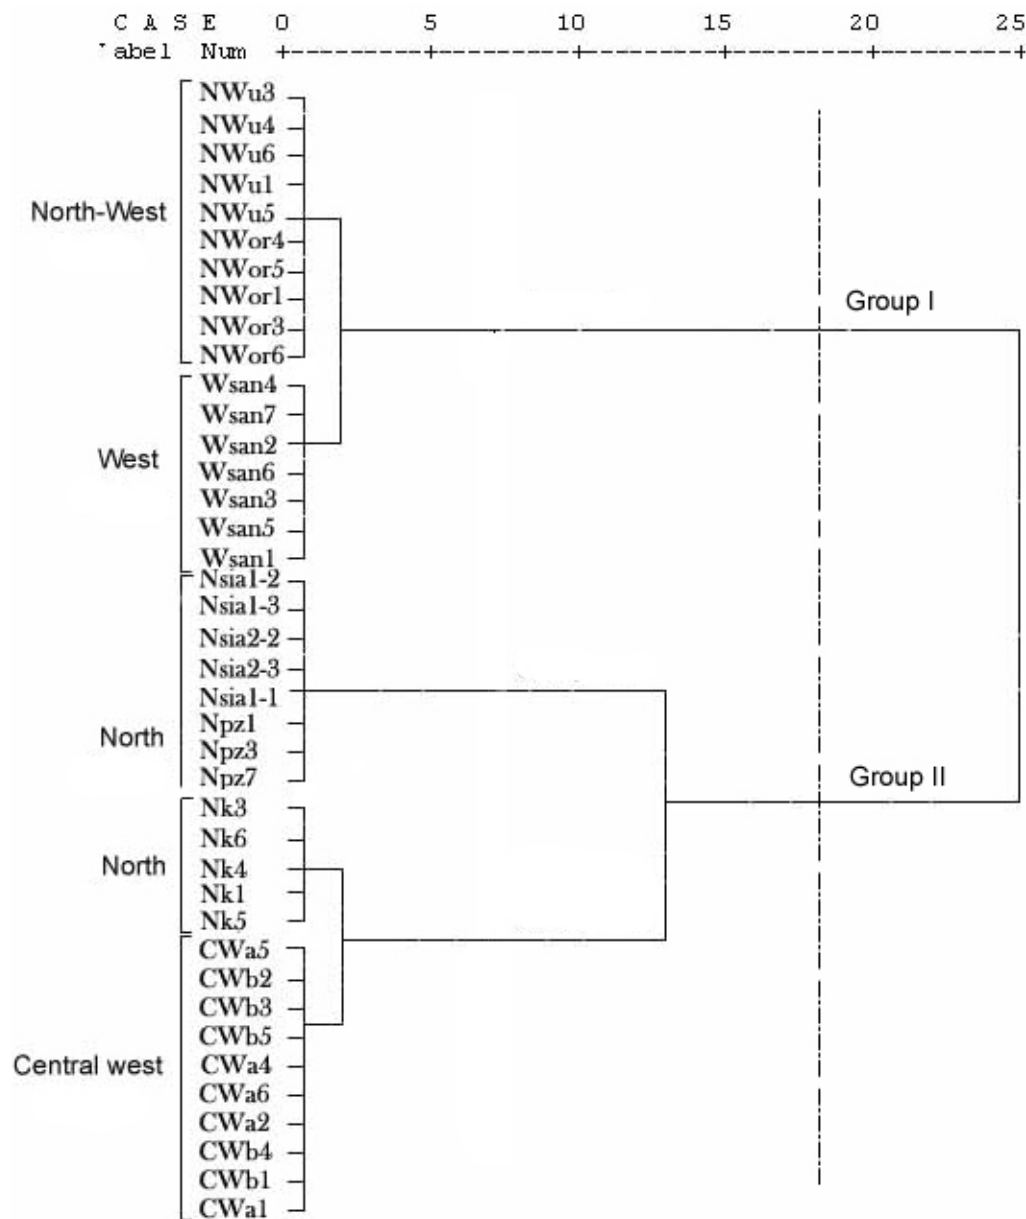 C A S E 0 5 10 15 20 25
abel Num
NWu3
NWu4
NWu6
NWu1
North-West NWu5
NWor4
NWor5
NWor1
NWor3 Group I
NWor6
Wsan4
Wsan7
Wsan2
West
Wsan6
Wsan3
Wsan5
Wsan1
Nsia1-2
Nsia1-3
Nsia2-2
Nsia2-3
Nsia1-1
Npz1
North
Npz3
Npz7 Group II
Nk3
Nk6
North Nk4
Nk1
Nk5
CWa5
CWb2
CWb3
CWb5
Central west CWa4
CWa6
CWa2
CWb4
CWb1
CWa1